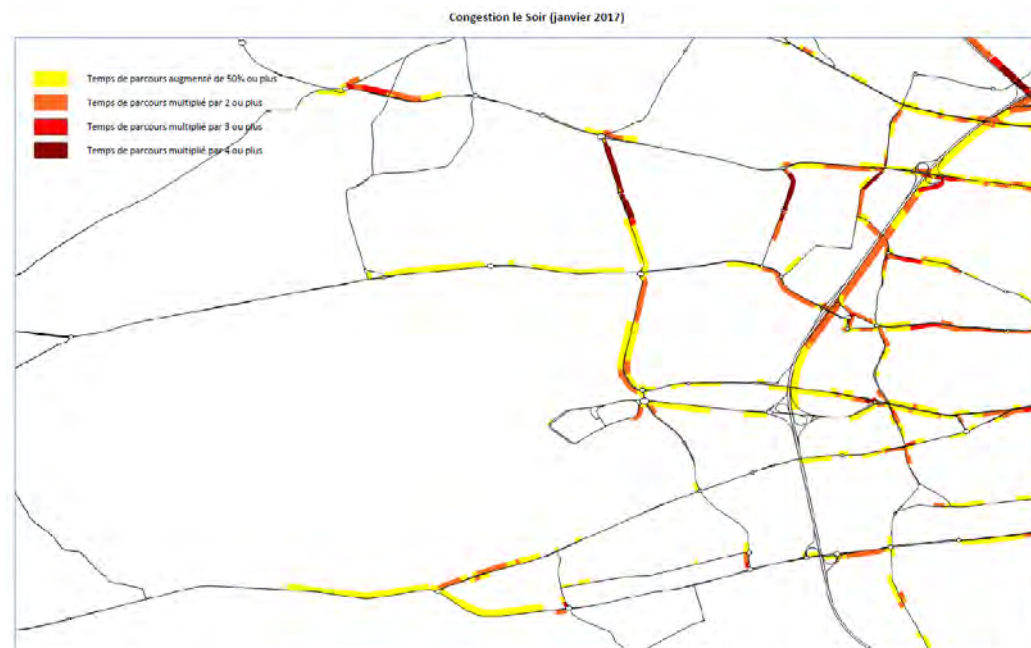 Congestion le Soir (janvier 2017)
Temps de parcours augmenté de 50% ou plus
Temps de parcours multiplié par 2 ou plus
Temps de parcours multiplié par 3 ou plus
Temps de parcours multiplié par 4 ou plus